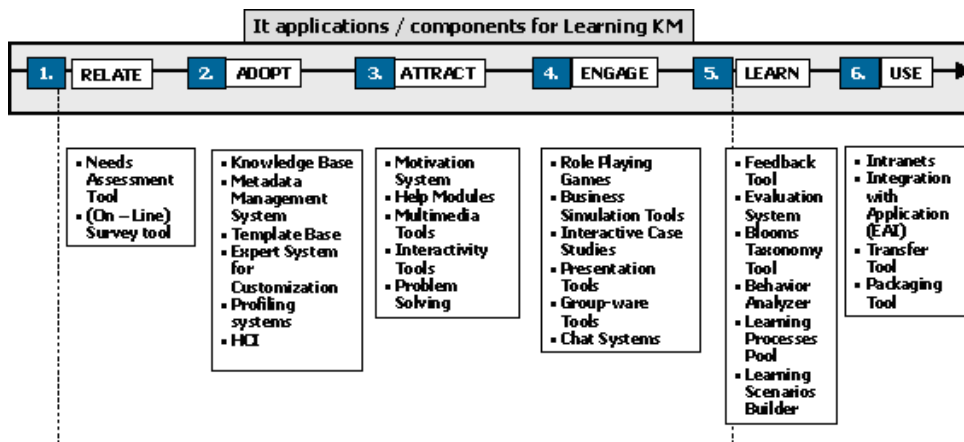 It applications / components for Learning KM
1. RELATE
2. ADOPT
3. ATTRACT
4. ENGAGE
5. LEARN
6. USE
▪ Needs
Assessment
Tool
▪ (On – Line)
Survey tool
▪ Knowledge Base
▪ Metadata
Management
System
▪ Template Base
▪ Expert System
for
Customization
▪ Profiling
systems
▪ HCI
▪ Motivation
System
▪ Help Modules
▪ Multimedia
Tools
▪ Interactivity
Tools
▪ Problem
Solving
▪ Role Playing
Games
▪ Business
Simulation Tools
▪ Interactive Case
Studies
▪ Presentation
Tools
▪ Group-ware
Tools
▪ Chat Systems
▪ Feedback
Tool
▪ Evaluation
System
▪ Blooms
Taxonomy
Tool
▪ Behavior
Analyzer
▪ Learning
Processes
Pool
▪ Learning
Scenarios
Builder
▪ Intranets
▪ Integration
with
Application
(EAI)
▪ Transfer
Tool
▪ Packaging
Tool